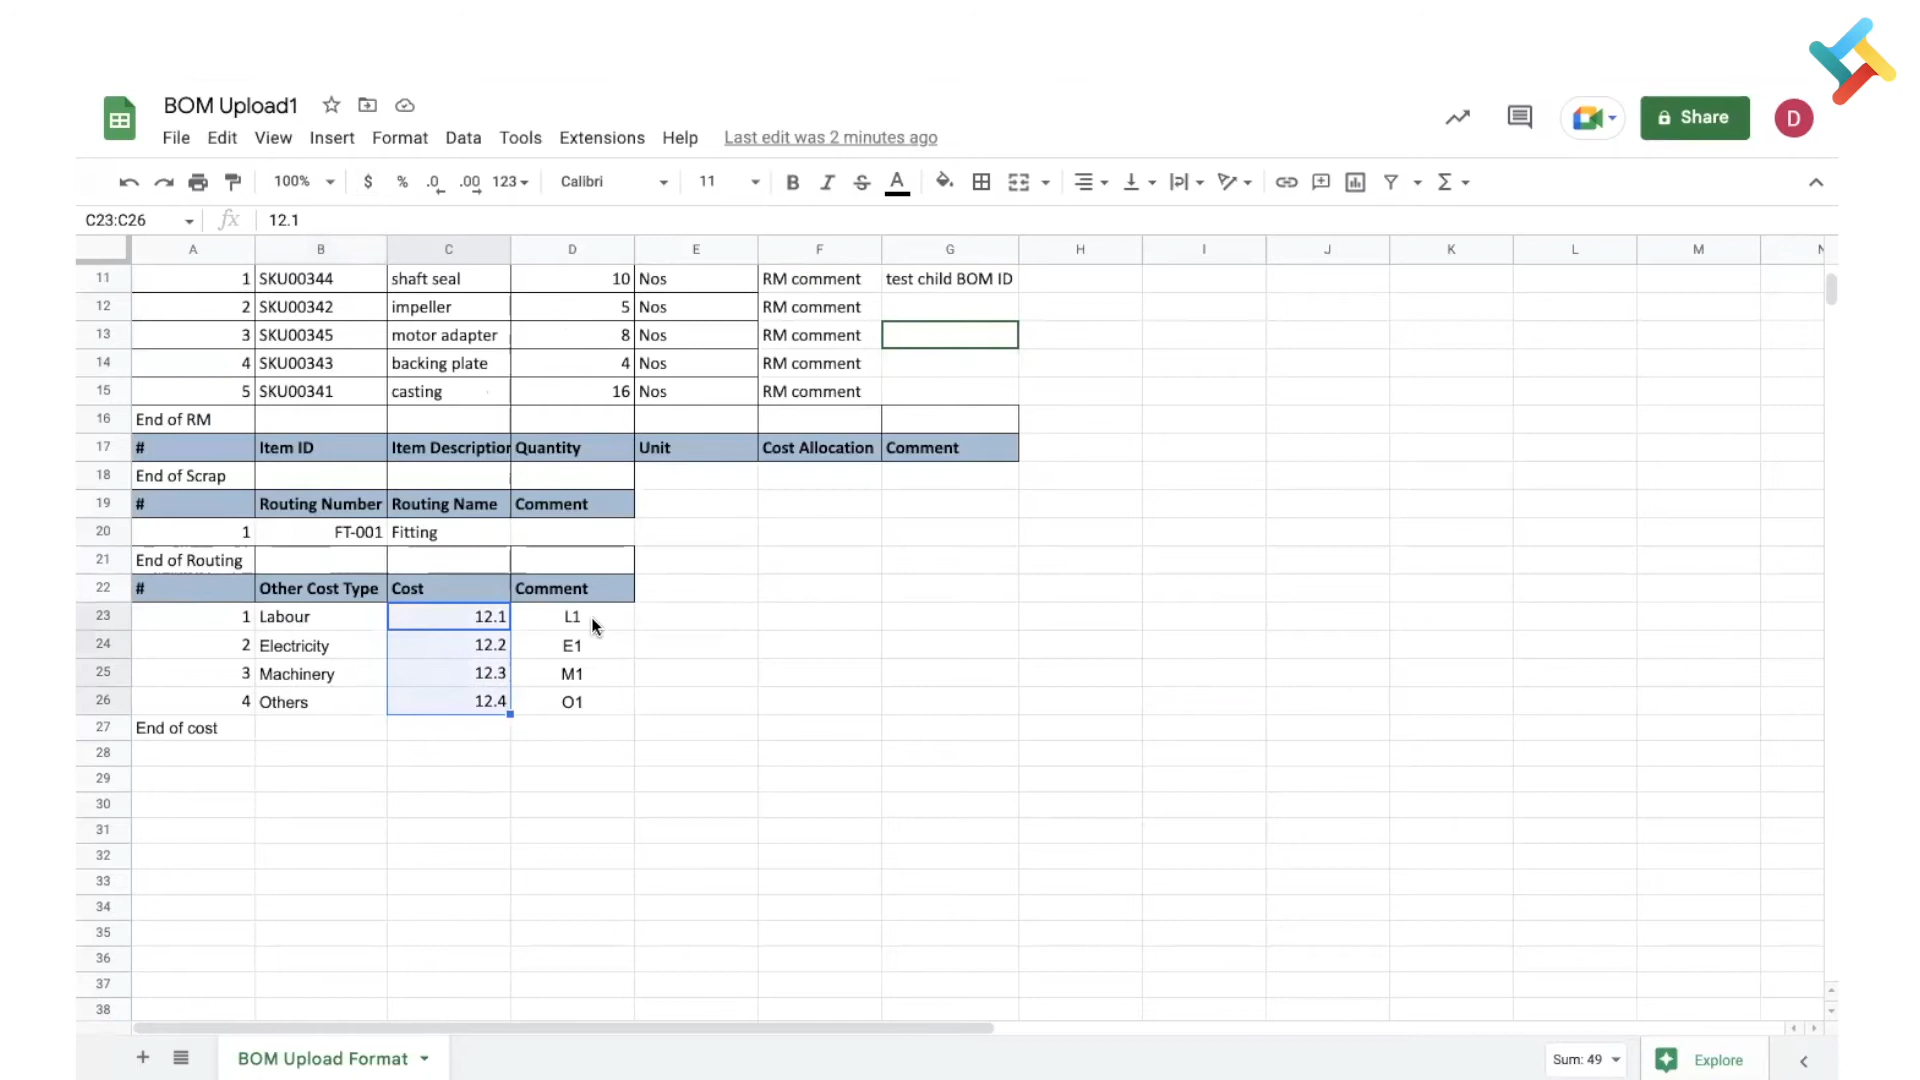 BOM Upload1
File Edit View Insert Format Data Tools Extensions Help Last edit was 2 minutes ago
Share
D
100% $ % .0 .00 123 Calibri 11 B I S A Σ
C23:C26 fx 12.1
A B C D E F G H I J K L M N
11 1 SKU00344 shaft seal 10 Nos RM comment test child BOM ID
12 2 SKU00342 impeller 5 Nos RM comment
13 3 SKU00345 motor adapter 8 Nos RM comment
14 4 SKU00343 backing plate 4 Nos RM comment
15 5 SKU00341 casting 16 Nos RM comment
16 End of RM
17 # Item ID Item Description Quantity Unit Cost Allocation Comment
18 End of Scrap
19 # Routing Number Routing Name Comment
20 1 FT-001 Fitting
21 End of Routing
22 # Other Cost Type Cost Comment
23 1 Labour 12.1 L1
24 2 Electricity 12.2 E1
25 3 Machinery 12.3 M1
26 4 Others 12.4 O1
27 End of cost
28
29
30
31
32
33
34
35
36
37
38
BOM Upload Format Sum: 49 Explore